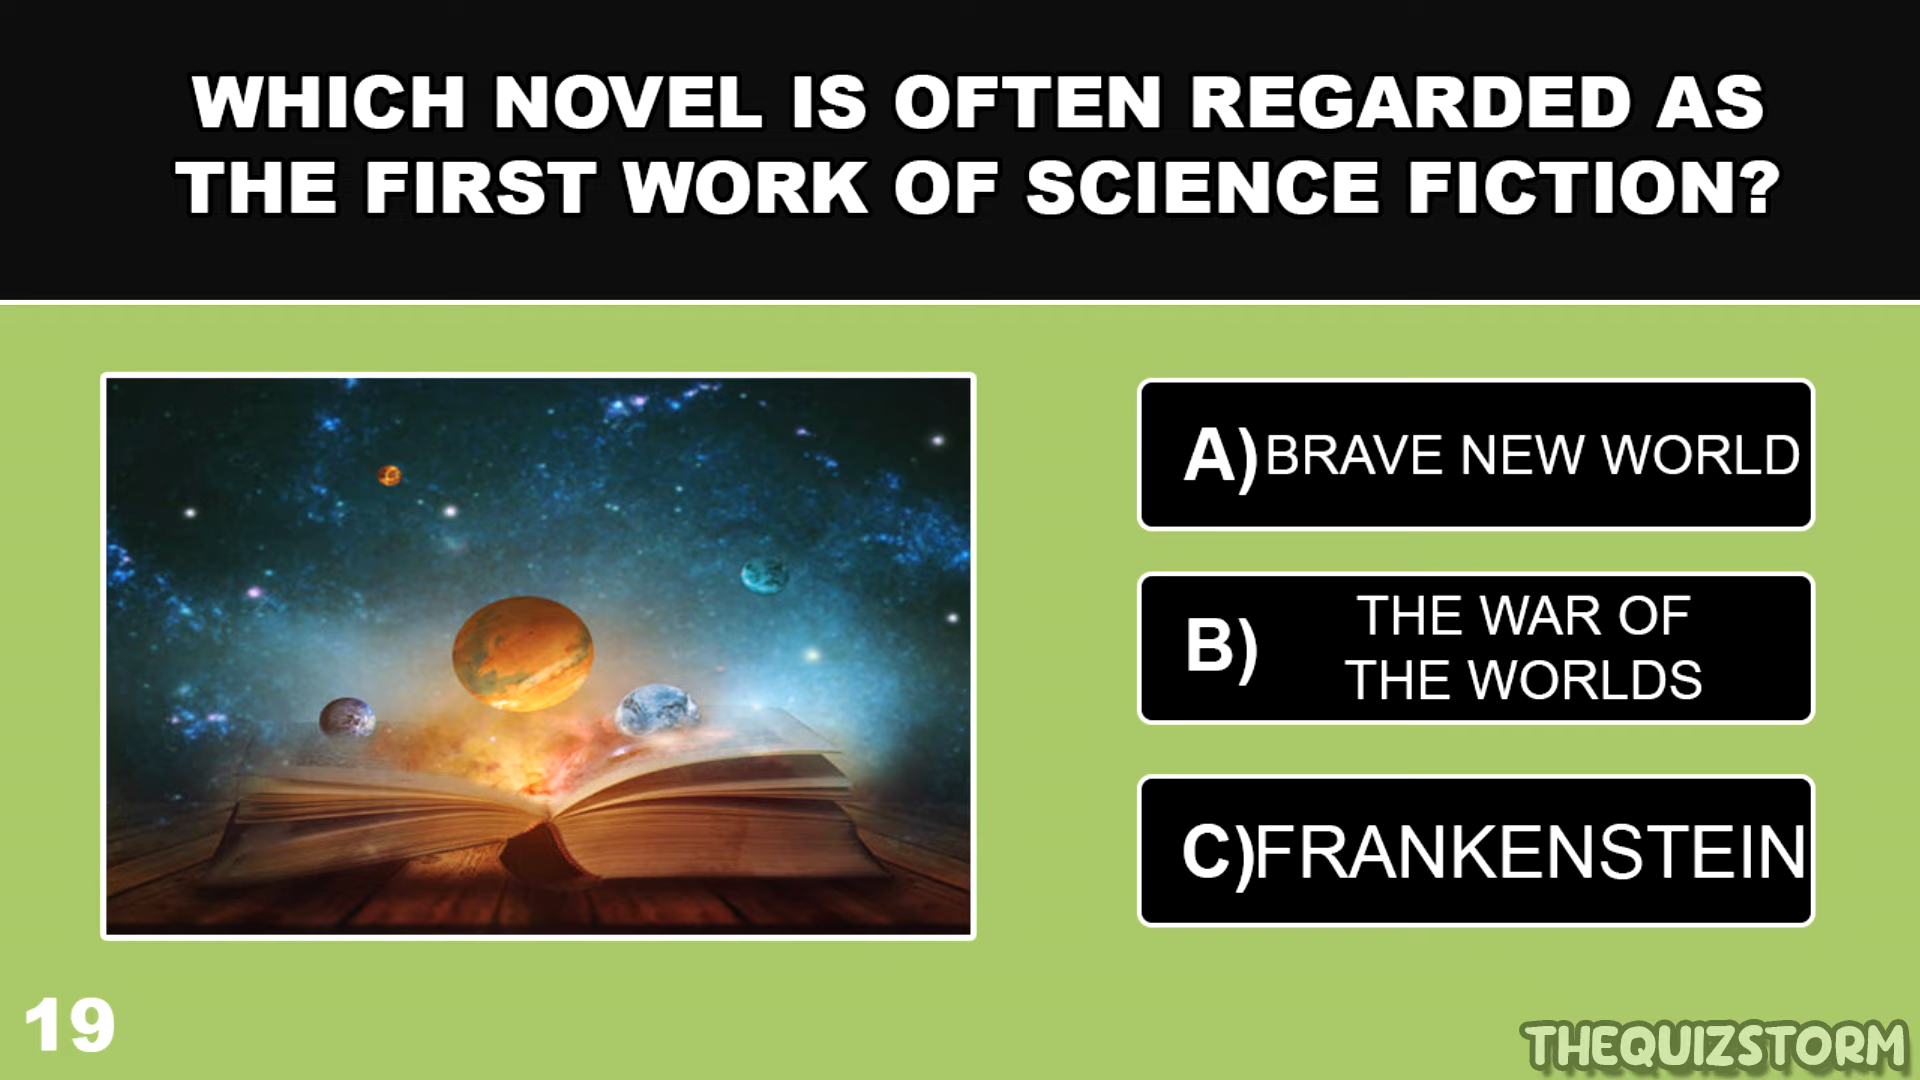 WHICH NOVEL IS OFTEN REGARDED AS
THE FIRST WORK OF SCIENCE FICTION?
A) BRAVE NEW WORLD
B) THE WAR OF
THE WORLDS
C) FRANKENSTEIN
19
THEQUIZSTORM